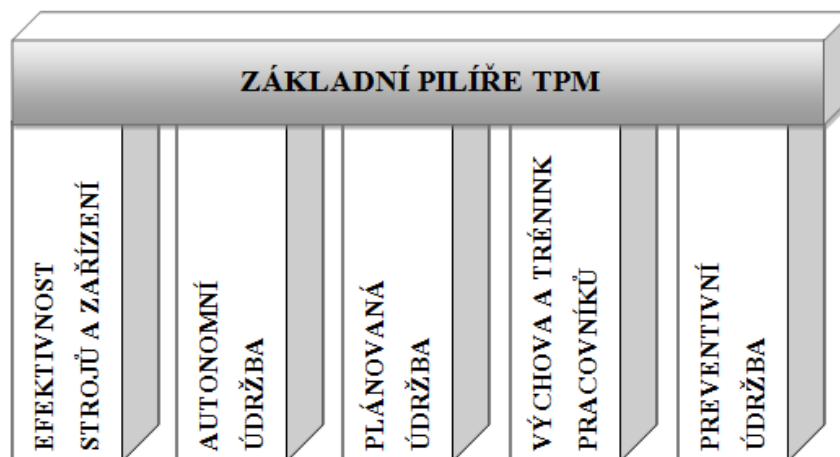 ZÁKLADNÍ PILÍŘE TPM
EFEKTIVNOST
STROJŮ A ZAŘÍZENÍ
AUTONOMNÍ
ÚDRŽBA
PLÁNOVANÁ
ÚDRŽBA
VÝCHOVA A TRÉNINK
PRACOVNÍKŮ
PREVENTIVNÍ
ÚDRŽBA